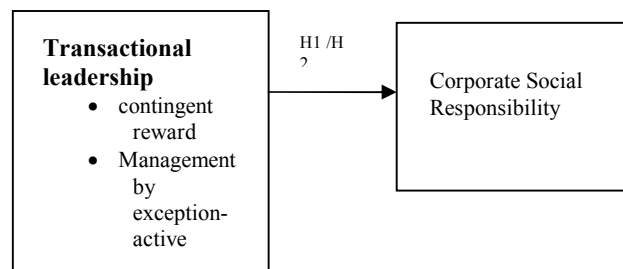 Transactional
leadership
• contingent
reward
• Management
by
exception-
active
H1 /H
2
Corporate Social
Responsibility